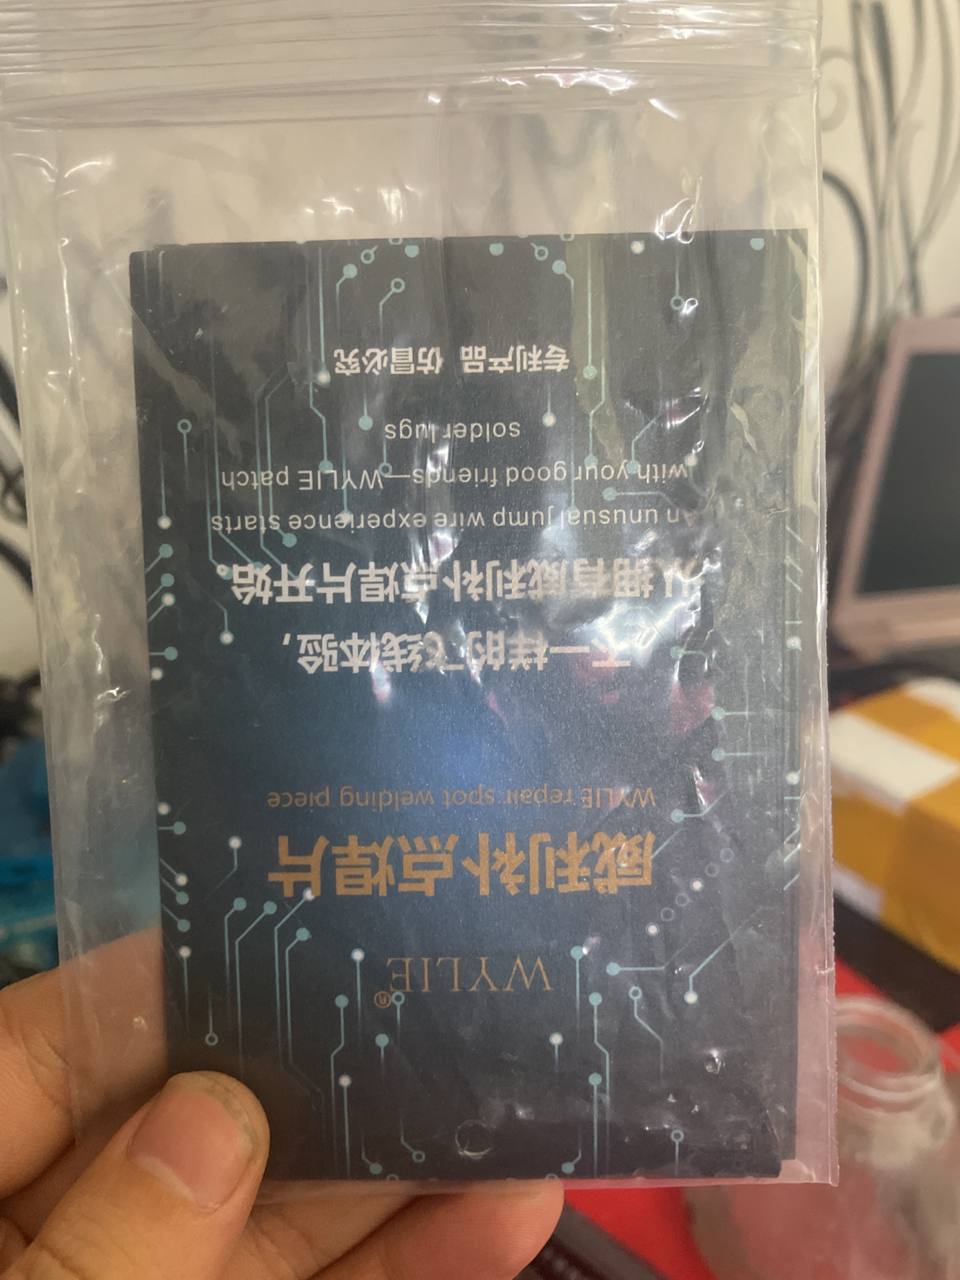 WYLIE®
威利补点焊片
WYLIE repair spot welding piece
不一样的飞线体验，
从拥有威利补点焊片开始。
An unusual jump wire experience starts
with your good friends—WYLIE patch
solder lugs
专利产品 仿冒必究